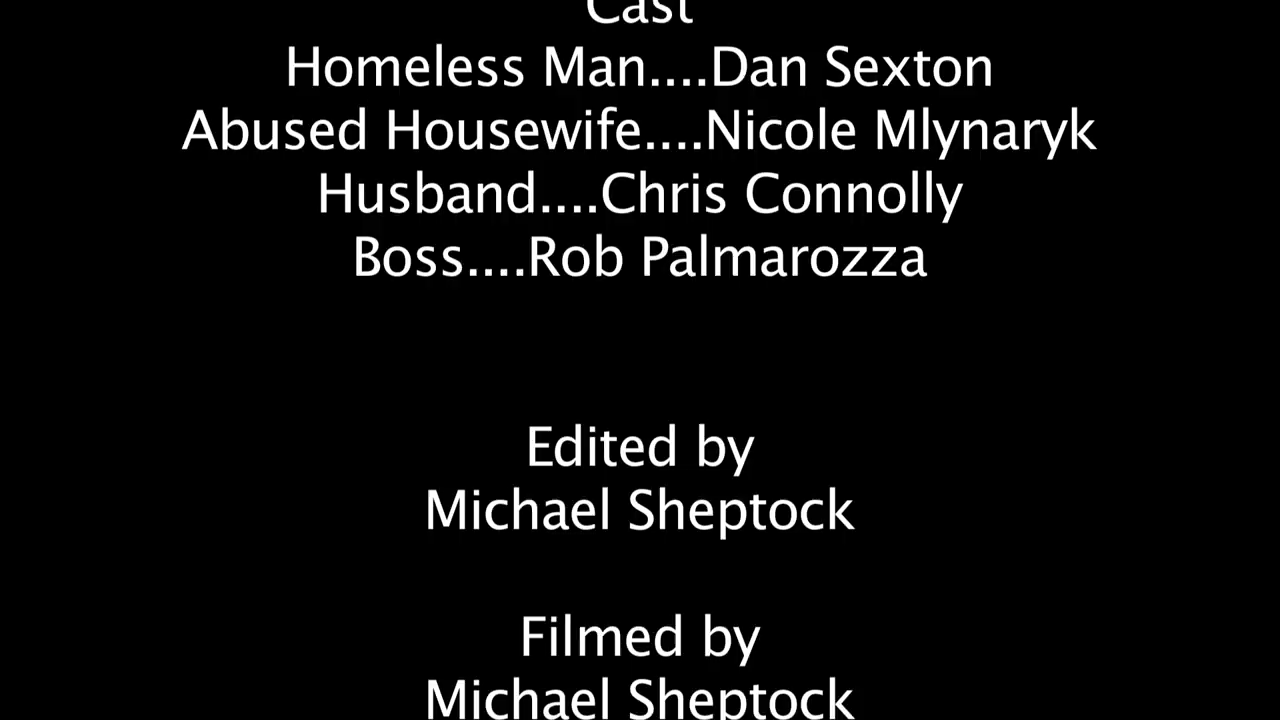 Cast
Homeless Man....Dan Sexton
Abused Housewife....Nicole Mlynaryk
Husband....Chris Connolly
Boss....Rob Palmarozza
Edited by
Michael Sheptock
Filmed by
Michael Sheptock